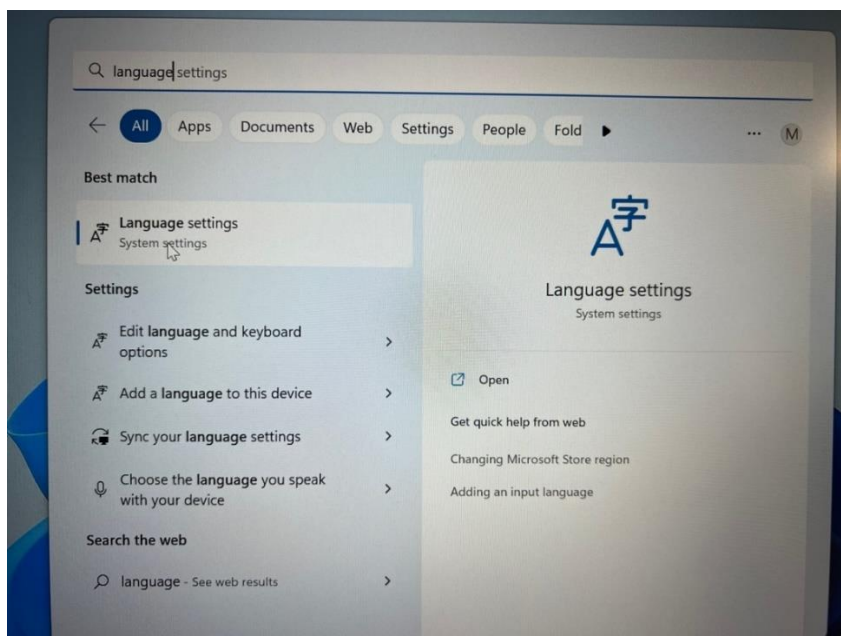 language settings
All Apps Documents Web Settings People Fold ... M
Best match
Language settings
System settings
Settings
Edit language and keyboard
options
Add a language to this device
Sync your language settings
Choose the language you speak
with your device
Search the web
language - See web results
A字
Language settings
System settings
Open
Get quick help from web
Changing Microsoft Store region
Adding an input language